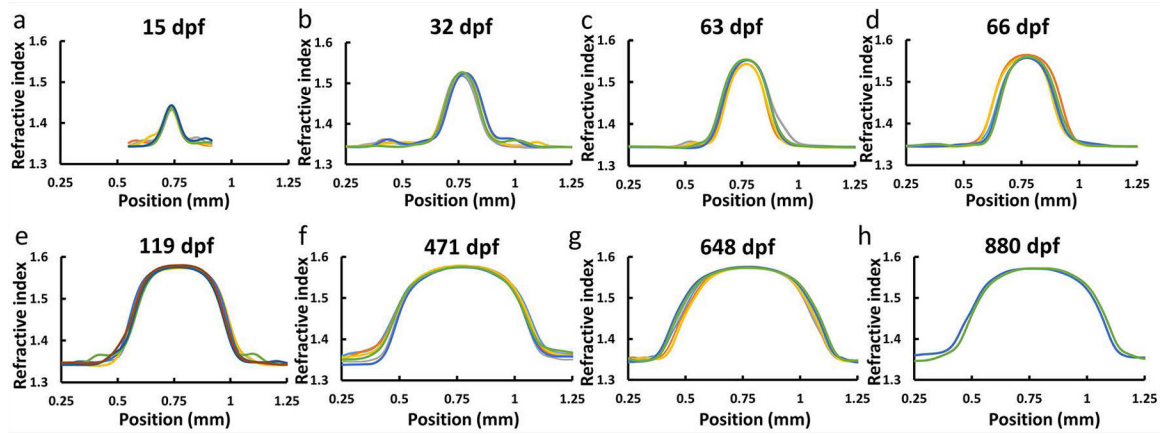 a
15 dpf
Refractive index
1.6
1.5
1.4
1.3
0.25 0.5 0.75 1 1.25
Position (mm)
b
32 dpf
Refractive index
1.6
1.5
1.4
1.3
0.25 0.5 0.75 1 1.25
Position (mm)
c
63 dpf
Refractive index
1.6
1.5
1.4
1.3
0.25 0.5 0.75 1 1.25
Position (mm)
d
66 dpf
Refractive index
1.6
1.5
1.4
1.3
0.25 0.5 0.75 1 1.25
Position (mm)
e
119 dpf
Refractive index
1.6
1.5
1.4
1.3
0.25 0.5 0.75 1 1.25
Position (mm)
f
471 dpf
Refractive index
1.6
1.5
1.4
1.3
0.25 0.5 0.75 1 1.25
Position (mm)
g
648 dpf
Refractive index
1.6
1.5
1.4
1.3
0.25 0.5 0.75 1 1.25
Position (mm)
h
880 dpf
Refractive index
1.6
1.5
1.4
1.3
0.25 0.5 0.75 1 1.25
Position (mm)